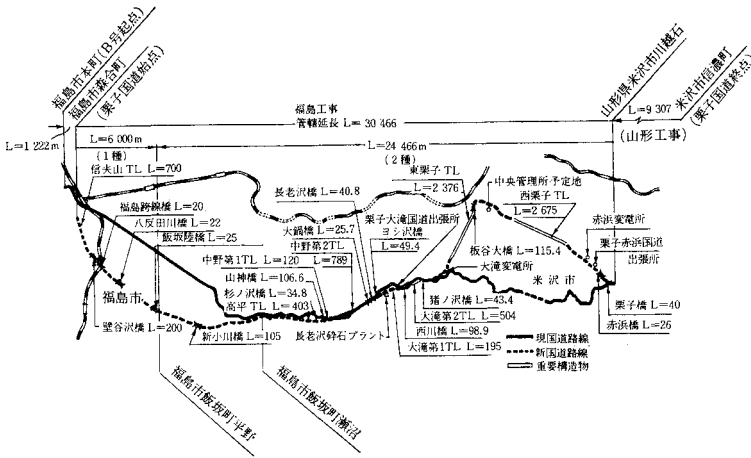 福島市本町(B号起点)
福島市森合町
(栗子国道始点)
山形県米沢市川越石
米沢市信濃町
(栗子国道終点)
福島工事
管轄延長 L=30 466
L=9 307
(山形工事)
L=1 222m
L=6 000m
(1種)
L=24 466m
(2種)
信夫山 TL L=700
福島跨線橋 L=20
八反田川橋 L=22
飯坂陸橋 L=25
長老沢橋 L=40.8
大鍋橋 L=25.7
中野第2TL
L=789
中野第1TL L=120
山神橋 L=106.6
杉ノ沢橋 L=34.8
高平 TL L=403
東栗子 TL
L=2 376
栗子大滝国道出張所
ヨシ沢橋
L=49.4
中央管理所予定地
西栗子TL
L=2 675
赤浜変電所
栗子赤浜国道
出張所
板谷大橋 L=115.4
大滝変電所
米沢市
福島市
猪ノ沢橋 L=43.4
大滝第2TL L=504
西川橋 L=98.9
大滝第1TL L=195
栗子橋 L=40
赤浜橋 L=26
壁谷沢橋 L=200
新小川橋 L=105
長老沢砕石プラント
現国道路線
新国道路線
重要構造物
福島市飯坂町平野
福島市飯坂町瀬沼